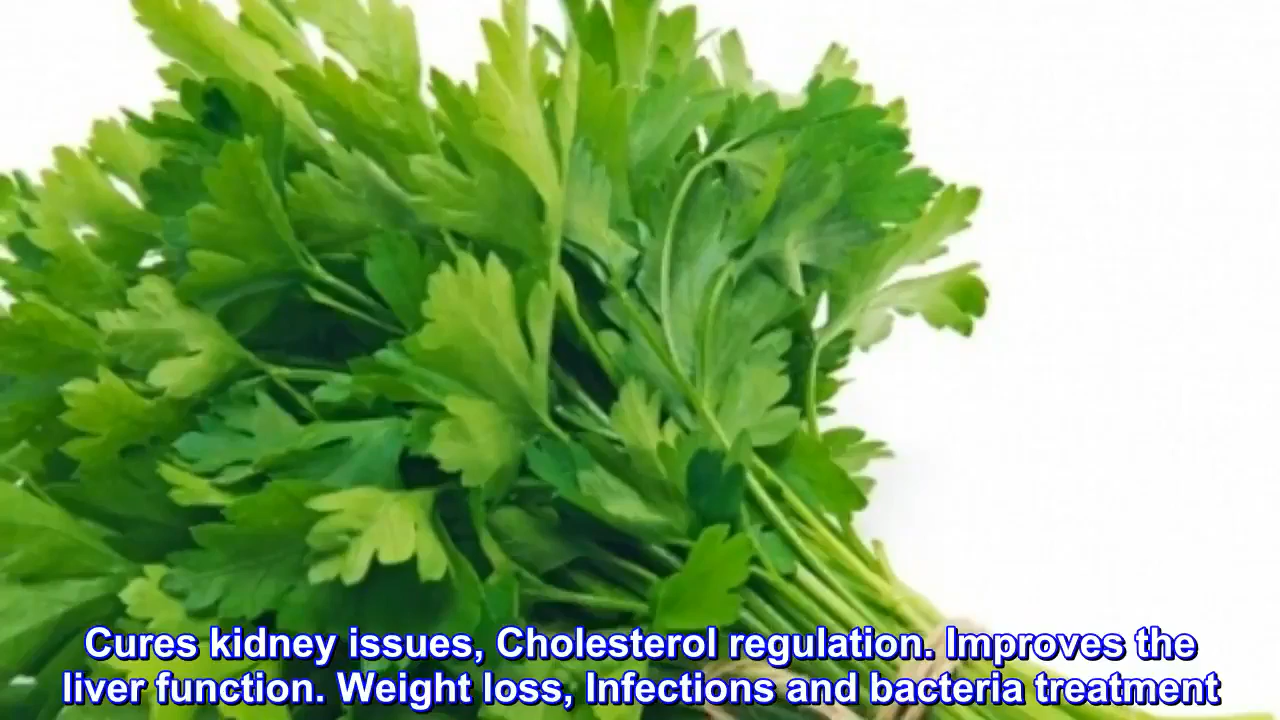 Cures kidney issues, Cholesterol regulation. Improves the
liver function. Weight loss, Infections and bacteria treatment